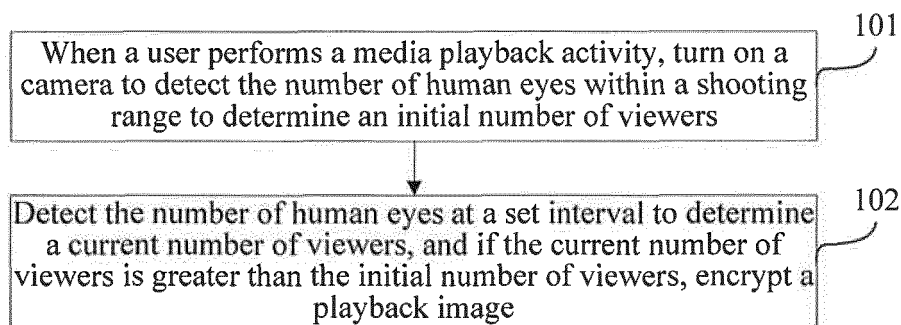 101
When a user performs a media playback activity, turn on a
camera to detect the number of human eyes within a shooting
range to determine an initial number of viewers
102
Detect the number of human eyes at a set interval to determine
a current number of viewers, and if the current number of
viewers is greater than the initial number of viewers, encrypt a
playback image